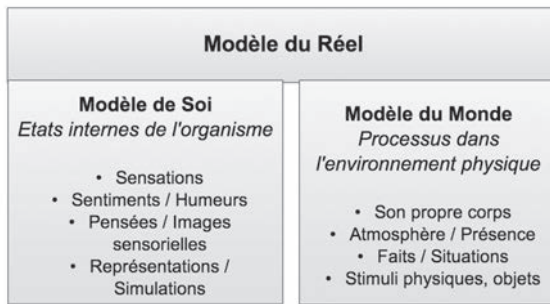 Modèle du Réel
Modèle de Soi
Etats internes de l'organisme
• Sensations
• Sentiments / Humeurs
• Pensées / Images
sensorielles
• Représentations /
Simulations
Modèle du Monde
Processus dans
l'environnement physique
• Son propre corps
• Atmosphère / Présence
• Faits / Situations
• Stimuli physiques, objets